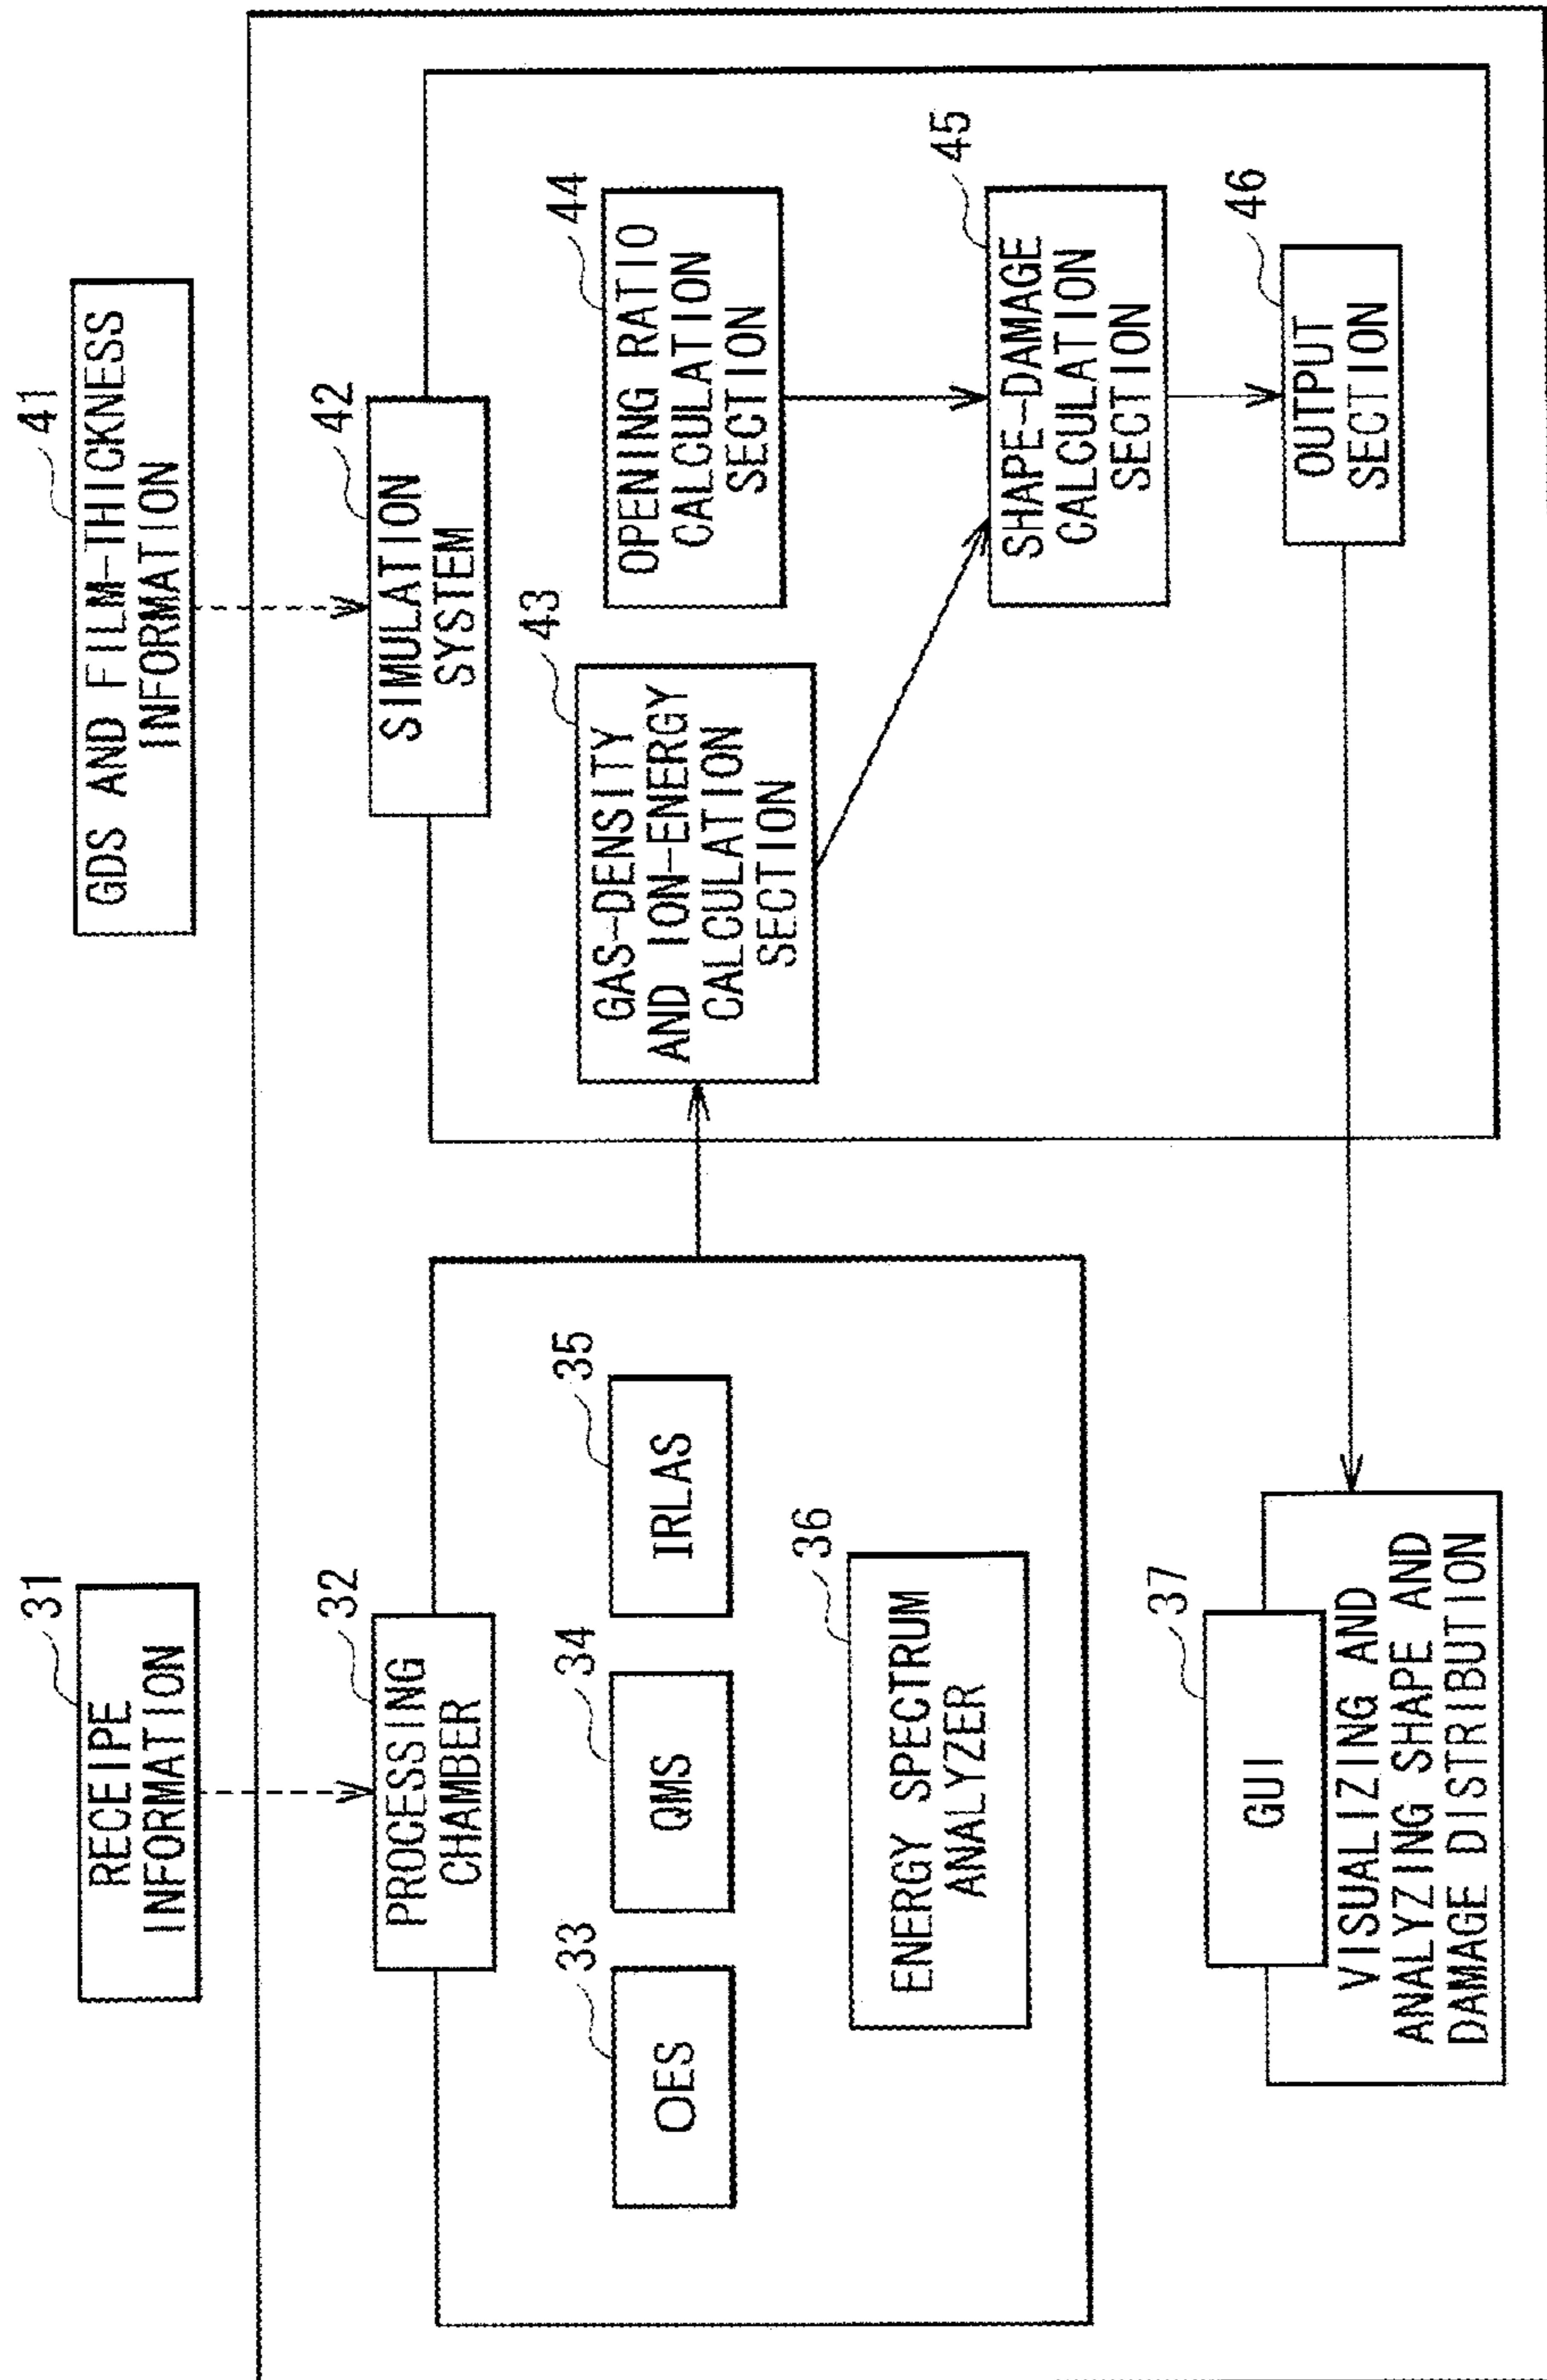 31
RECEIPE
INFORMATION
41
GDS AND FILM-THICKNESS
INFORMATION
32
PROCESSING
CHAMBER
33
OES
34
QMS
35
IRLAS
36
ENERGY SPECTRUM
ANALYZER
42
SIMULATION
SYSTEM
43
GAS-DENSITY
AND ION-ENERGY
CALCULATION
SECTION
44
OPENING RATIO
CALCULATION
SECTION
45
SHAPE-DAMAGE
CALCULATION
SECTION
46
OUTPUT
SECTION
37
GUI
VISUALIZING AND
ANALYZING SHAPE AND
DAMAGE DISTRIBUTION